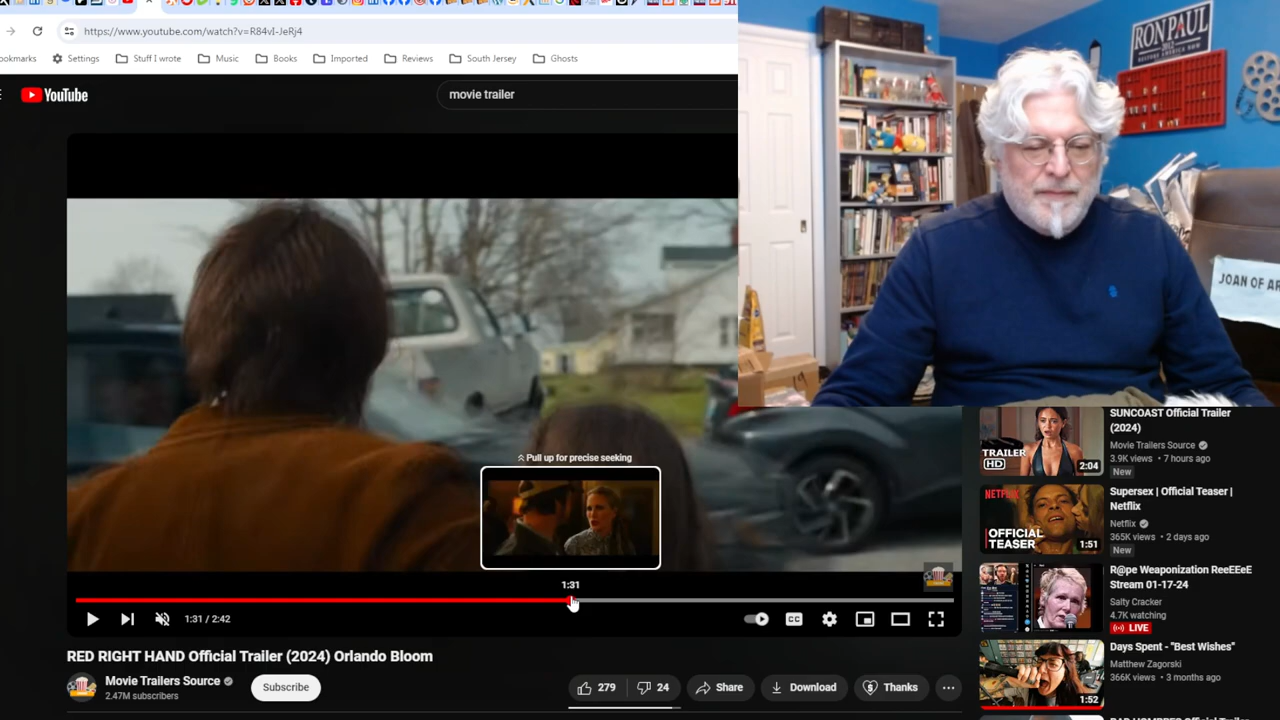 https://www.youtube.com/watch?v=R84vI-JeRj4
okmarks
Settings
Stuff I wrote
Music
Books
Imported
Reviews
South Jersey
Ghosts
YouTube
movie trailer
RON PAUL
2012
RESTORE AMERICA NOW
JOAN OF AR
Pull up for precise seeking
1:31
1:31 / 2:42
CC
RED RIGHT HAND Official Trailer (2024) Orlando Bloom
Movie Trailers Source
2.47M subscribers
Subscribe
279
24
Share
Download
Thanks
TRAILER
HD
2:04
SUNCOAST Official Trailer
(2024)
Movie Trailers Source
3.9K views • 7 hours ago
New
NETFLIX
OFFICIAL
TEASER
1:51
Supersex | Official Teaser |
Netflix
Netflix
365K views • 2 days ago
New
R@pe Weaponization ReeEEeE
Stream 01-17-24
Salty Cracker
4.7K watching
LIVE
1:52
Days Spent - "Best Wishes"
Matthew Zagorski
366K views • 3 months ago